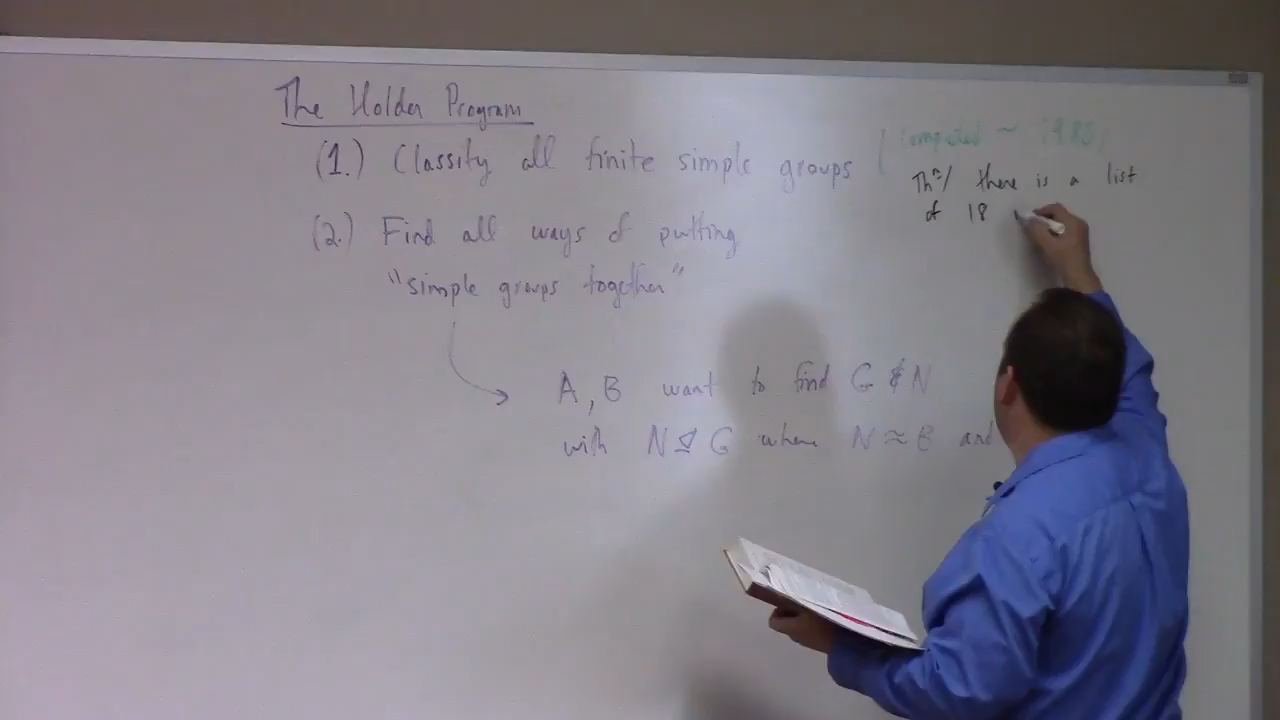 The Holder Program
(1.) Classify all finite simple groups (completed ~ 1985)
Thⁿ/ there is a list
of 18
(2.) Find all ways of putting
"simple groups together"
A, B want to find G & N
with N ⊴ G where N ≈ B and